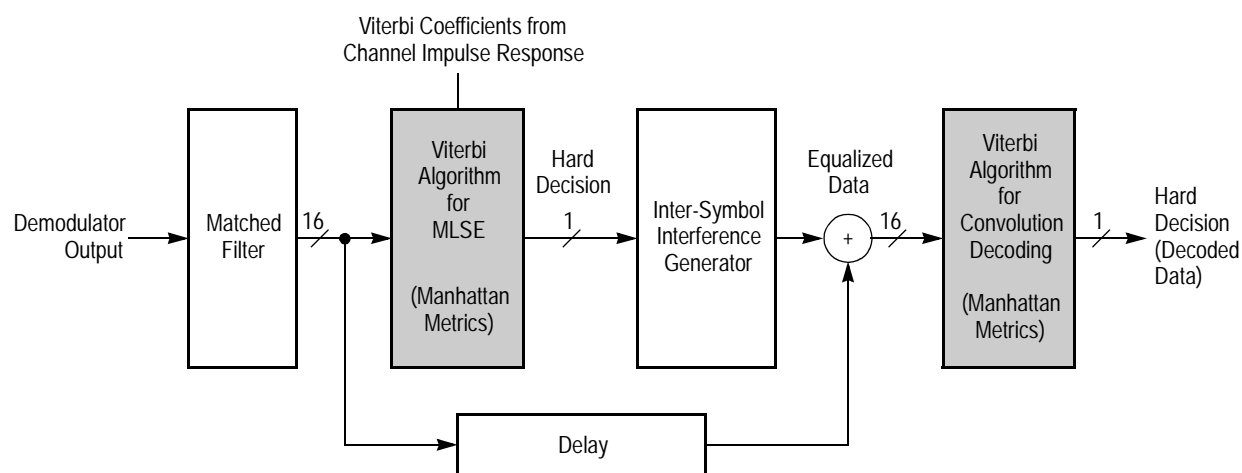 Viterbi Coefficients from
Channel Impulse Response
Demodulator
Output
Matched
Filter
16
Viterbi
Algorithm
for
MLSE
(Manhattan
Metrics)
Hard
Decision
1
Inter-Symbol
Interference
Generator
Equalized
Data
+
16
Viterbi
Algorithm
for
Convolution
Decoding
(Manhattan
Metrics)
1
Hard
Decision
(Decoded
Data)
Delay